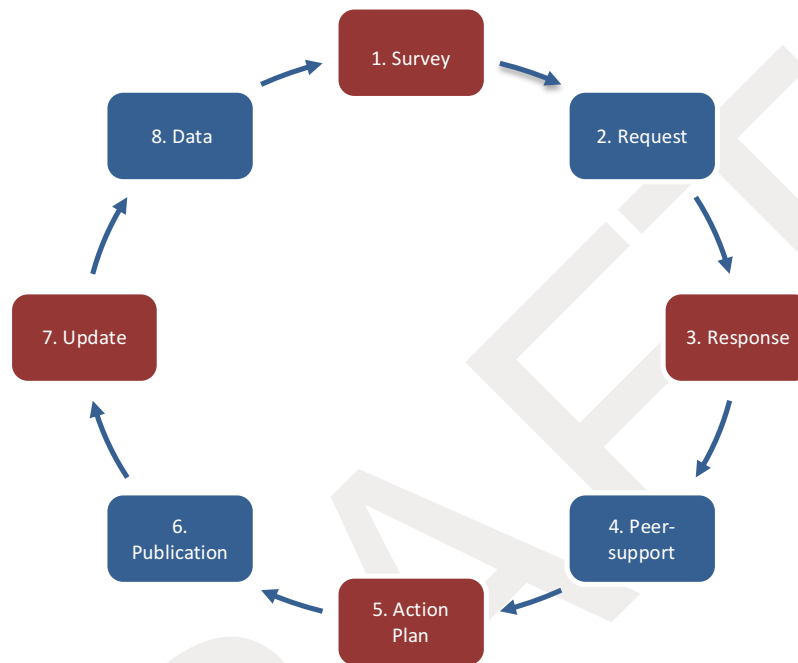 1. Survey
2. Request
3. Response
4. Peer-
support
5. Action
Plan
6.
Publication
7. Update
8. Data